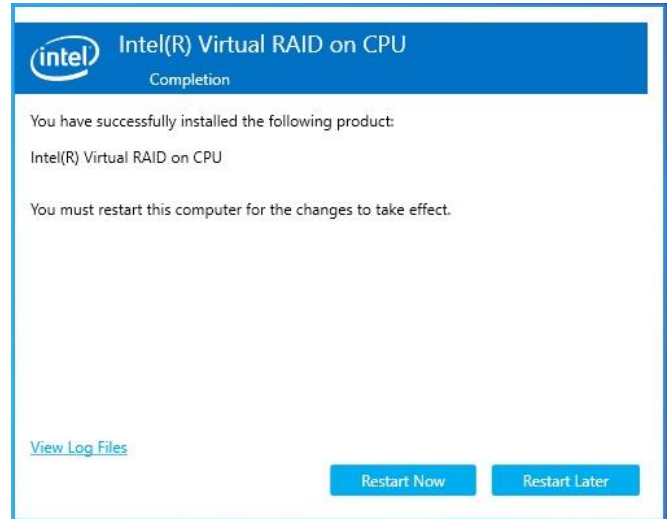 intel
Intel(R) Virtual RAID on CPU
Completion
You have successfully installed the following product:
Intel(R) Virtual RAID on CPU
You must restart this computer for the changes to take effect.
View Log Files
Restart Now
Restart Later